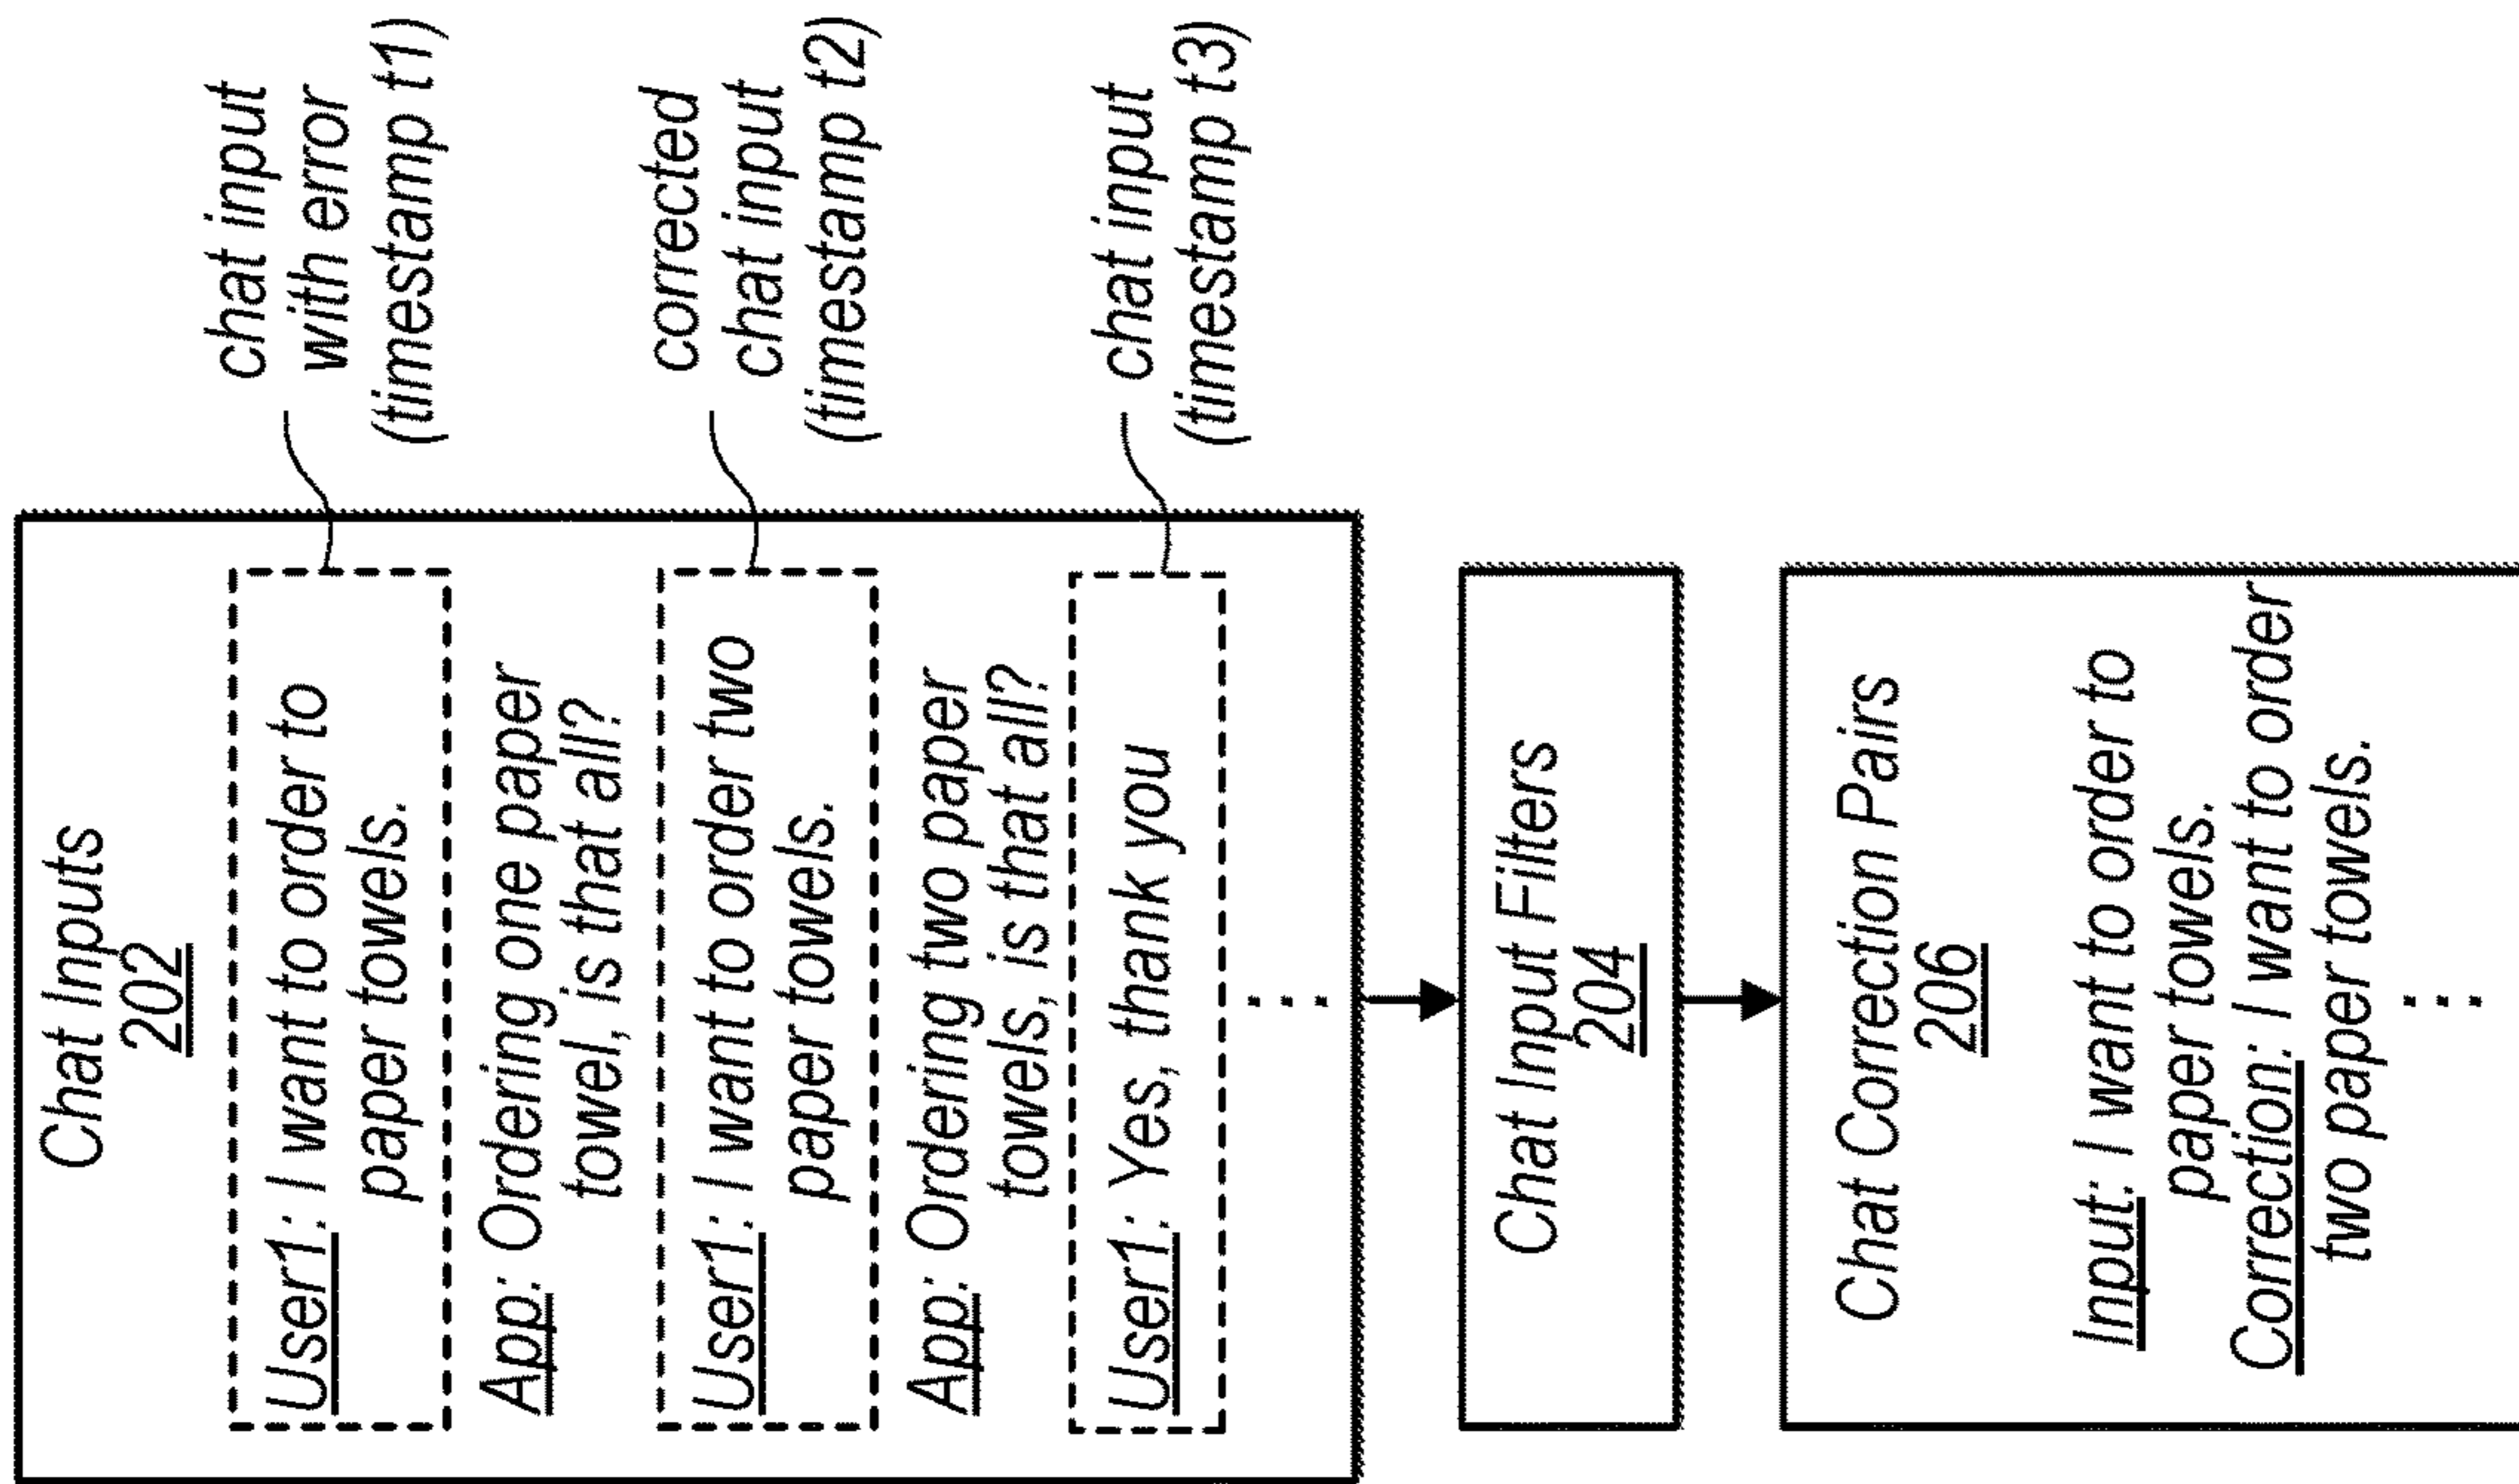 Chat Inputs
202
User1: I want to order to
paper towels.
App: Ordering one paper
towel, is that all?
User1: I want to order two
paper towels.
App: Ordering two paper
towels, is that all?
User1: Yes, thank you
...
chat input
with error
(timestamp t1)
corrected
chat input
(timestamp t2)
chat input
(timestamp t3)
Chat Input Filters
204
Chat Correction Pairs
206
Input: I want to order to
paper towels.
Correction: I want to order
two paper towels.
...